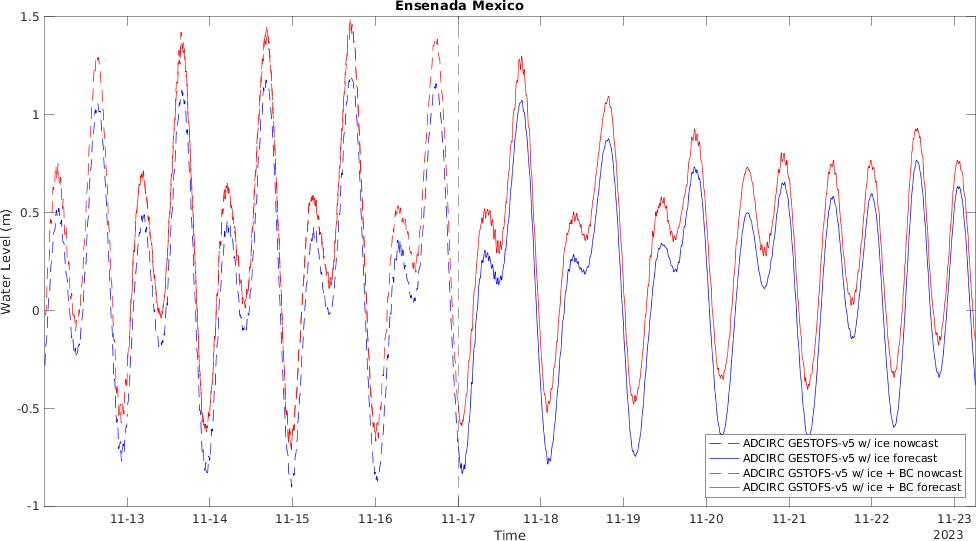 Ensenada Mexico
1.5
1
0.5
0
-0.5
-1
Water Level (m)
ADCIRC GESTOFS-v5 w/ ice nowcast
ADCIRC GESTOFS-v5 w/ ice forecast
ADCIRC GSTOFS-v5 w/ ice + BC nowcast
ADCIRC GSTOFS-v5 w/ ice + BC forecast
11-13 11-14 11-15 11-16 11-17 11-18 11-19 11-20 11-21 11-22 11-23
Time
2023